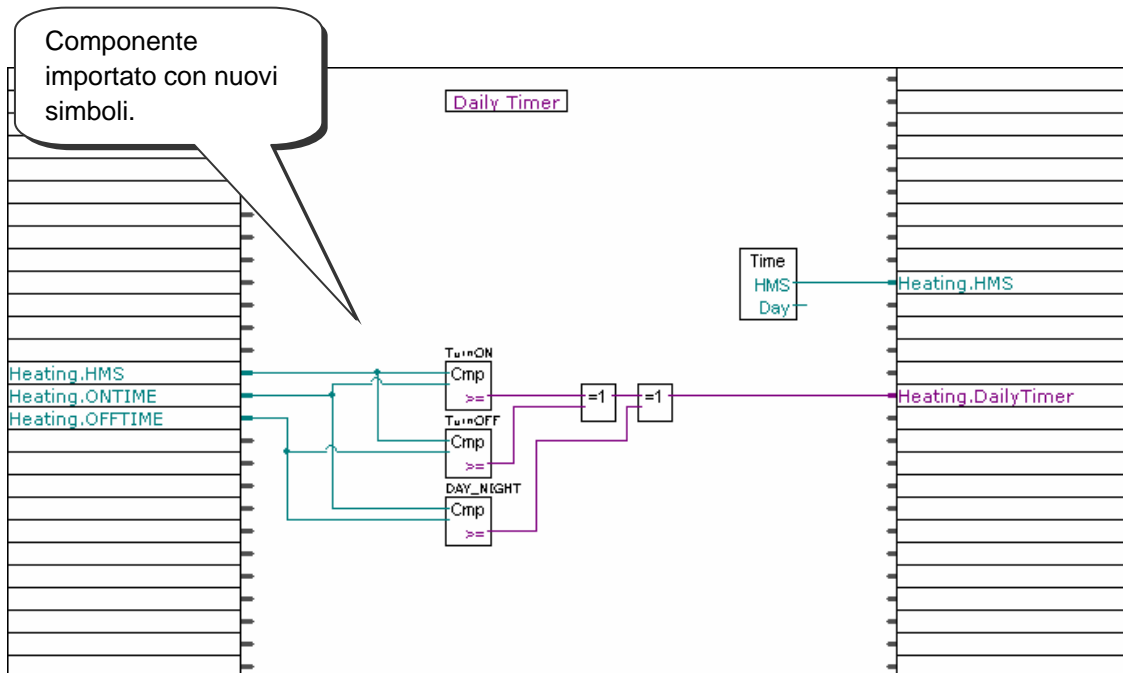 Componente
importato con nuovi
simboli.
Daily Timer
Time
HMS
Day
Heating.HMS
TurnON
Heating.HMS
Cmp
>=
Heating.ONTIME
=1
=1
Heating.DailyTimer
Heating.OFFTIME
TurnOFF
Cmp
>=
DAY_NIGHT
Cmp
>=